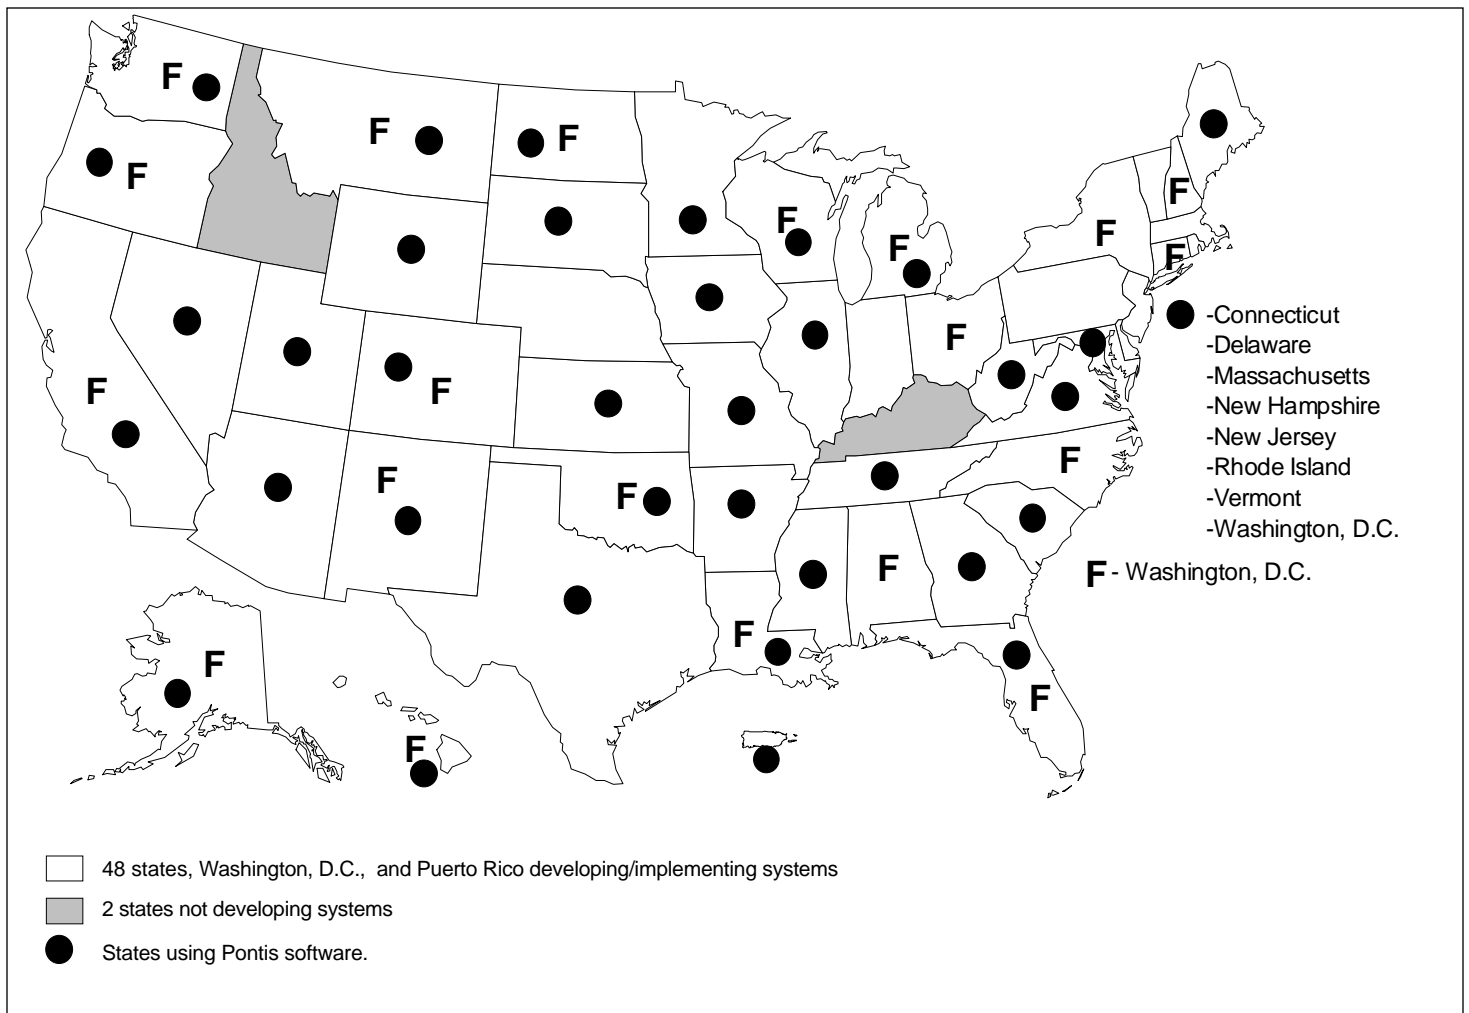 F
F
F
F
F
F
F
F
F
F
-Connecticut
-Delaware
F
-Massachusetts
F
F
-New Hampshire
-New Jersey
F
-Rhode Island
F
F
-Vermont
-Washington, D.C.
F
F - Washington, D.C.
F
F
F
F
48 states, Washington, D.C., and Puerto Rico developing/implementing systems
2 states not developing systems
States using Pontis software.